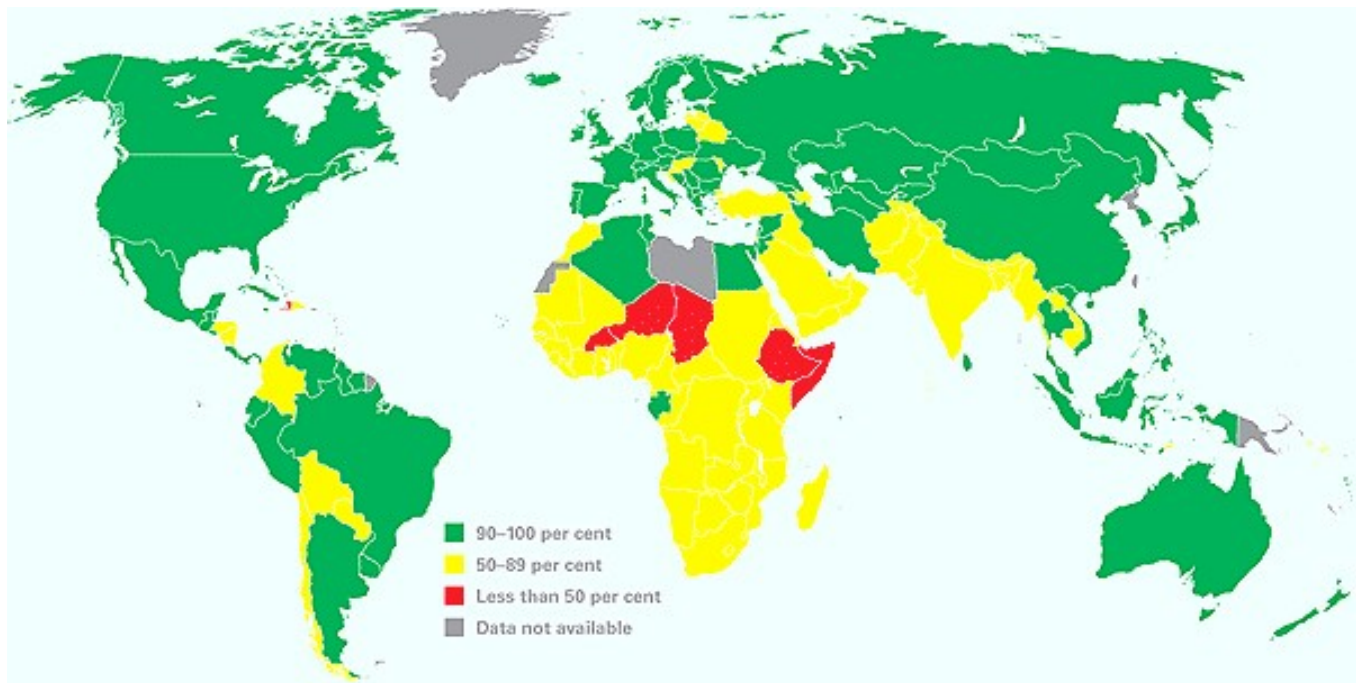 90–100 per cent
50–89 per cent
Less than 50 per cent
Data not available